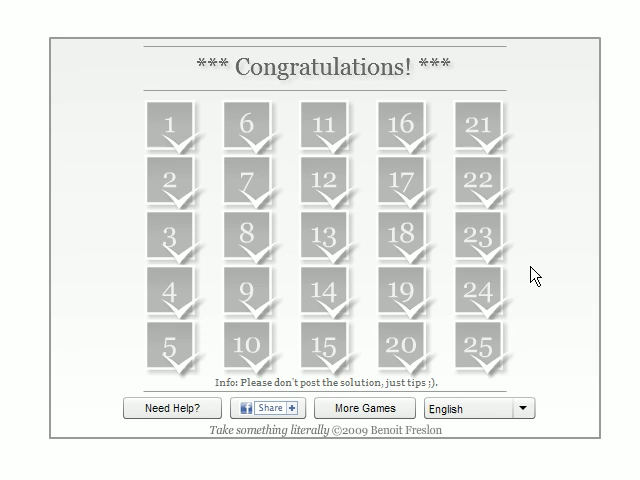 *** Congratulations! ***
1 6 11 16 21
2 7 12 17 22
3 8 13 18 23
4 9 14 19 24
5 10 15 20 25
Info: Please don't post the solution, just tips ;).
Need Help? Share + More Games English
Take something literally ©2009 Benoit Freslon